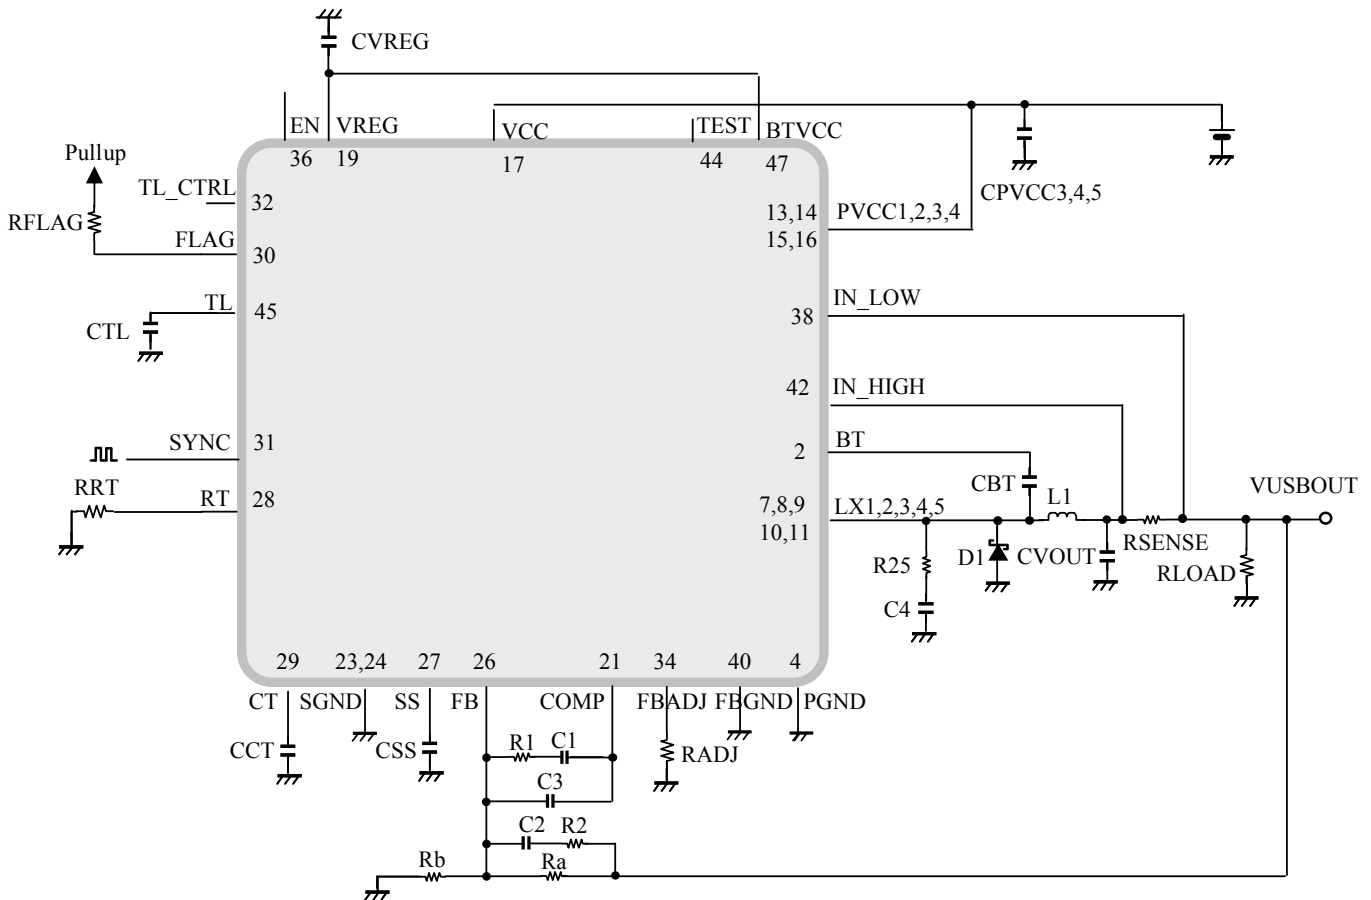 CVREG
EN VREG VCC TEST BTVCC
36 19 17 44 47
Pullup
RFLAG
TL_CTRL 32
FLAG 30
TL 45
CTL
SYNC 31
RRT
RT 28
CPVCC3,4,5
13,14 PVCC1,2,3,4
15,16
IN_LOW
38
IN_HIGH
42
BT
2
CBT
L1
VUSBOUT
7,8,9 LX1,2,3,4,5
10,11
R25
C4
D1
CVOUT
RSENSE
RLOAD
29 23,24 27 26 21 34 40 4
CT SGND SS FB COMP FBADJ FBGND PGND
CCT
CSS
R1 C1
RADJ
C3
C2 R2
Rb
Ra